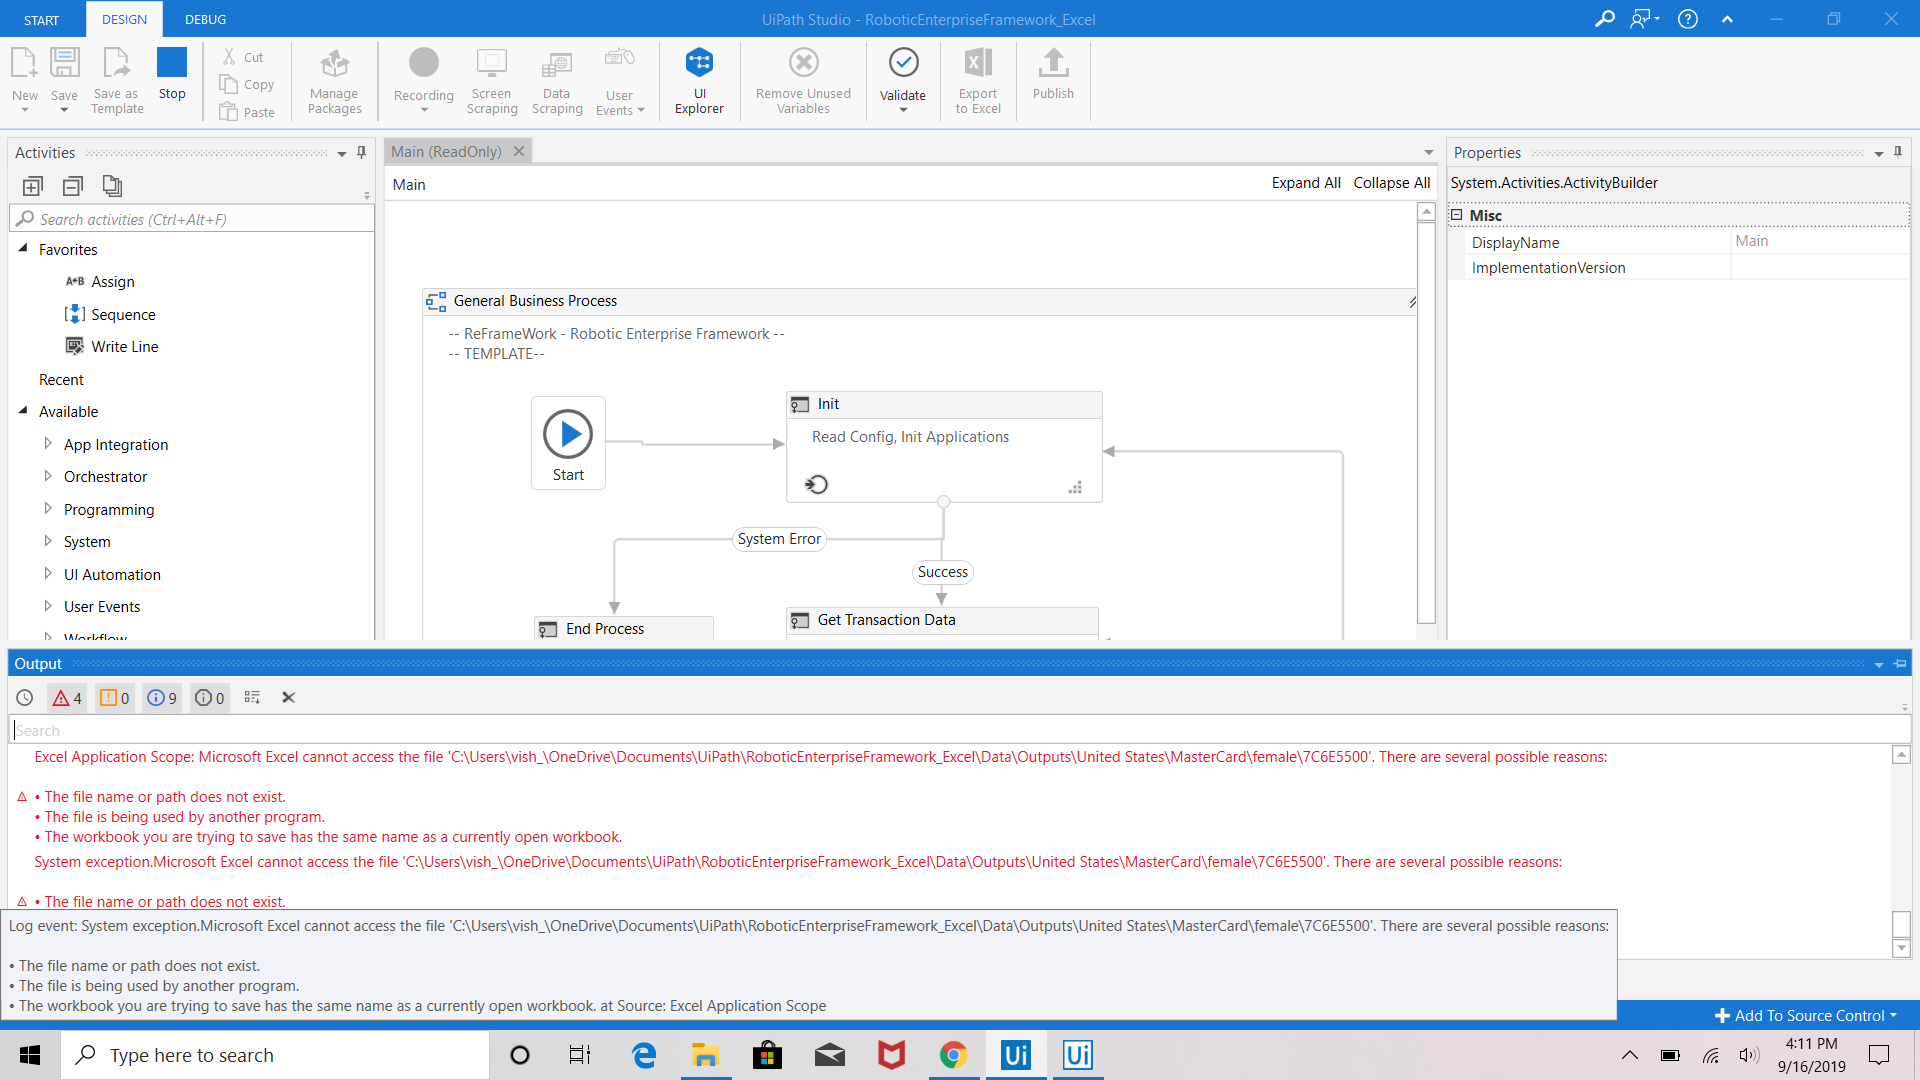 START
DESIGN
DEBUG
UiPath Studio - RoboticEnterpriseFramework_Excel
New
Save
Save as
Template
Stop
Cut
Copy
Paste
Manage
Packages
Recording
Screen
Scraping
Data
Scraping
User
Events
UI
Explorer
Remove Unused
Variables
Validate
Export
to Excel
Publish
Activities
Search activities (Ctrl+Alt+F)
Favorites
Assign
Sequence
Write Line
Recent
Available
App Integration
Orchestrator
Programming
System
UI Automation
User Events
Workflow
Main (ReadOnly)
Main
Expand All
Collapse All
General Business Process
-- ReFrameWork - Robotic Enterprise Framework --
-- TEMPLATE--
Start
Init
Read Config, Init Applications
System Error
Success
End Process
Get Transaction Data
Properties
System.Activities.ActivityBuilder
Misc
DisplayName
Main
ImplementationVersion
Output
4
0
9
0
Search
Excel Application Scope: Microsoft Excel cannot access the file 'C:\Users\vish_\OneDrive\Documents\UiPath\RoboticEnterpriseFramework_Excel\Data\Outputs\United States\MasterCard\female\7C6E5500'. There are several possible reasons:
• The file name or path does not exist.
• The file is being used by another program.
• The workbook you are trying to save has the same name as a currently open workbook.
System exception.Microsoft Excel cannot access the file 'C:\Users\vish_\OneDrive\Documents\UiPath\RoboticEnterpriseFramework_Excel\Data\Outputs\United States\MasterCard\female\7C6E5500'. There are several possible reasons:
• The file name or path does not exist.
Log event: System exception.Microsoft Excel cannot access the file 'C:\Users\vish_\OneDrive\Documents\UiPath\RoboticEnterpriseFramework_Excel\Data\Outputs\United States\MasterCard\female\7C6E5500'. There are several possible reasons:
• The file name or path does not exist.
• The file is being used by another program.
• The workbook you are trying to save has the same name as a currently open workbook. at Source: Excel Application Scope
Add To Source Control
Type here to search
Ui
Ui
4:11 PM
9/16/2019